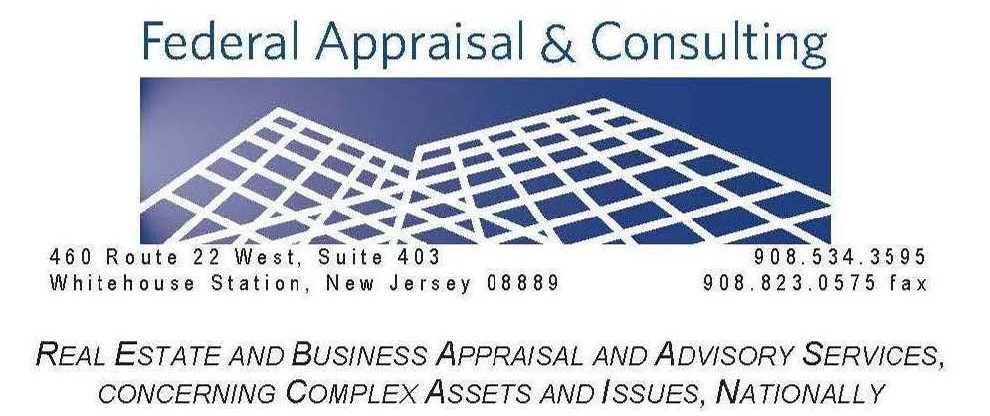 Federal Appraisal & Consulting
460 Route 22 West, Suite 403 908.534.3595
Whitehouse Station, New Jersey 08889 908.823.0575 fax
REAL ESTATE AND BUSINESS APPRAISAL AND ADVISORY SERVICES,
CONCERNING COMPLEX ASSETS AND ISSUES, NATIONALLY